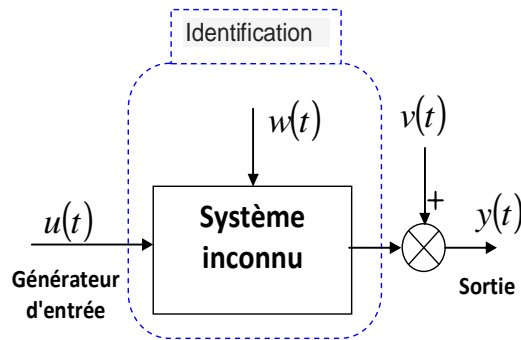 Identification
w(t)
v(t)
+
u(t)
Système
inconnu
y(t)
Générateur
d'entrée
Sortie